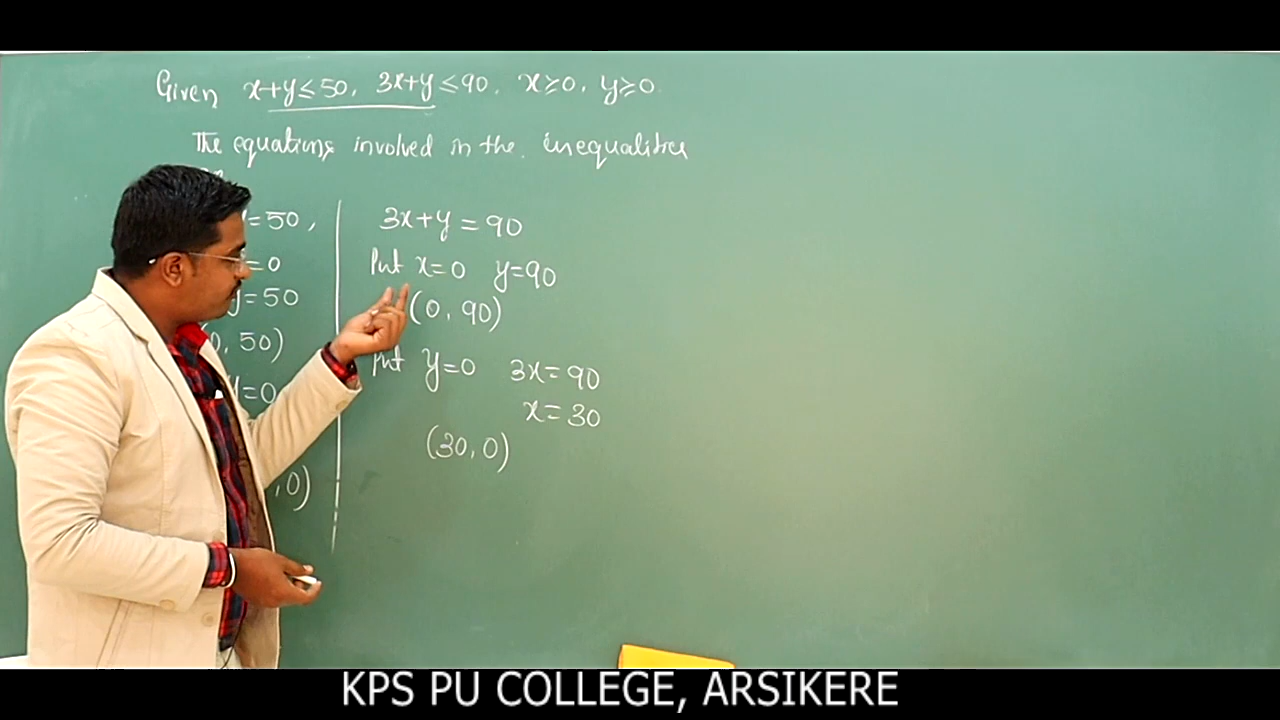 Given x+y≤50, 3x+y≤90, x≥0, y≥0.
The equations involved in the inequalities
=50,
=0
y=50
0, 50)
y=0
,0)
3x+y=90
Put x=0 y=90
(0, 90)
Put y=0 3x=90
x=30
(30,0)
KPS PU COLLEGE, ARSIKERE